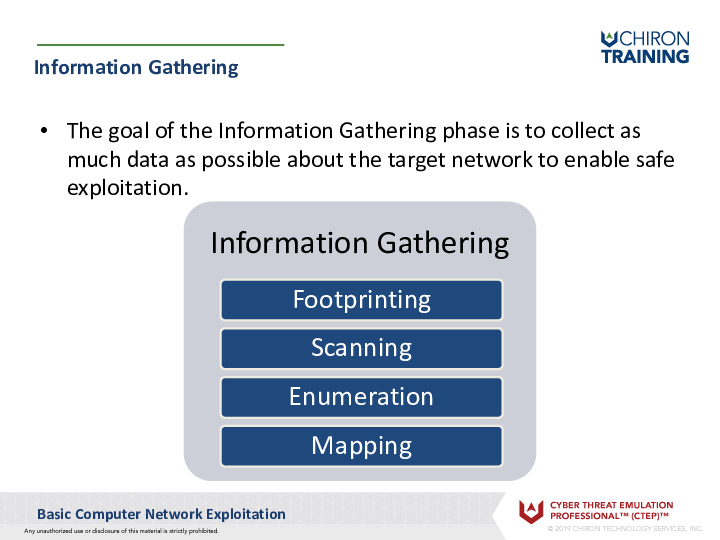 CHIRON
TRAINING
Information Gathering
• The goal of the Information Gathering phase is to collect as
much data as possible about the target network to enable safe
exploitation.
Information Gathering
Footprinting
Scanning
Enumeration
Mapping
Basic Computer Network Exploitation
Any unauthorized use or disclosure of this material is strictly prohibited.
CYBER THREAT EMULATION
PROFESSIONAL™ (CTEP)™
© 2019 CHIRON TECHNOLOGY SERVICES, INC.